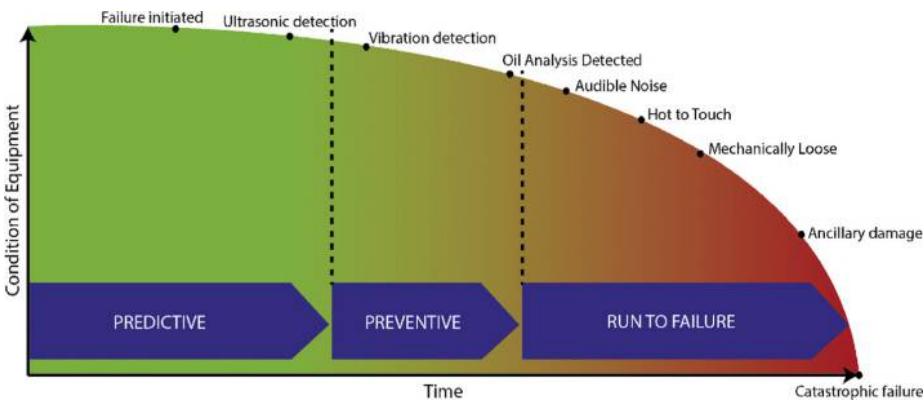 Failure initiated
Ultrasonic detection
Vibration detection
Oil Analysis Detected
Audible Noise
Hot to Touch
Mechanically Loose
Ancillary damage
Condition of Equipment
PREDICTIVE
PREVENTIVE
RUN TO FAILURE
Time
Catastrophic failure